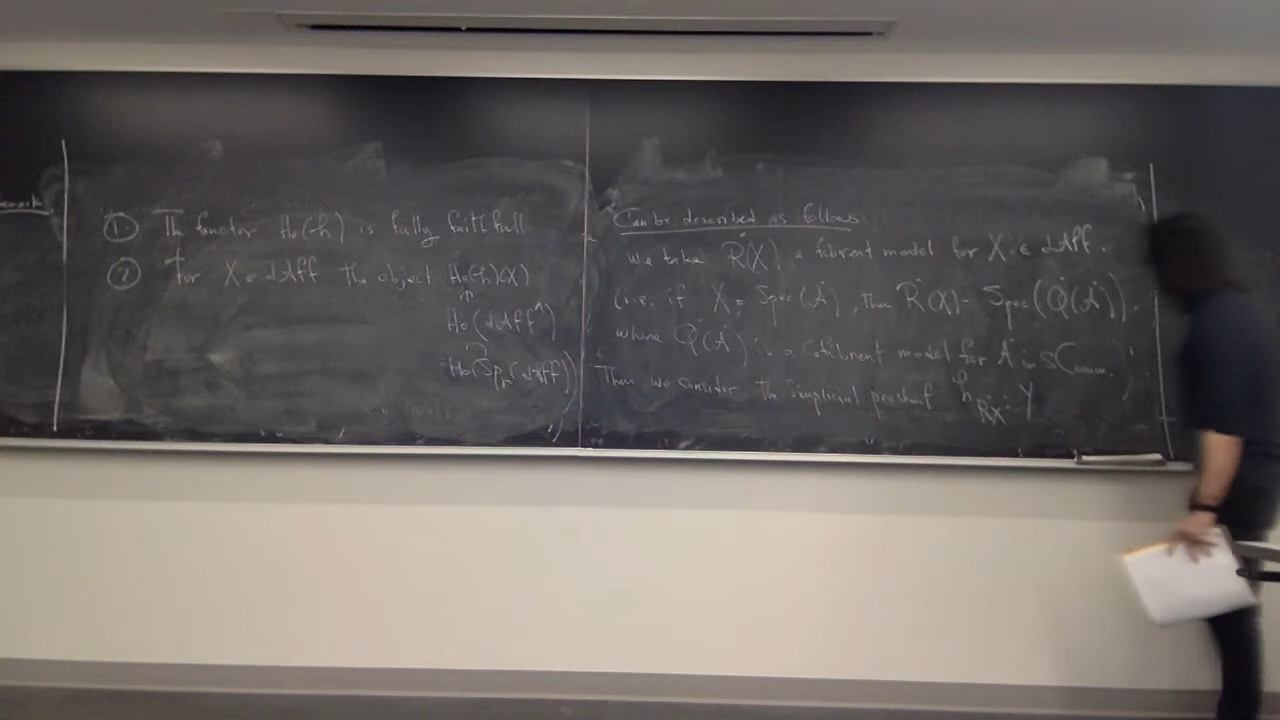 ① The functor Ho(h) is fully faithfull.
② For X ∈ dAff the object Ho(h)(X)
Ho(dAff^)
Ho(SPr(dAff))
Can be described as follows
We take R(X) a fibrant model for X ∈ dAff.
(i.e. if X = Spec(A), then R(X) = Spec(Q(A)).
where Q(A) is a cofibrant model for A in sComm.)
Then we consider the simplicial presheaf h_RX : Y